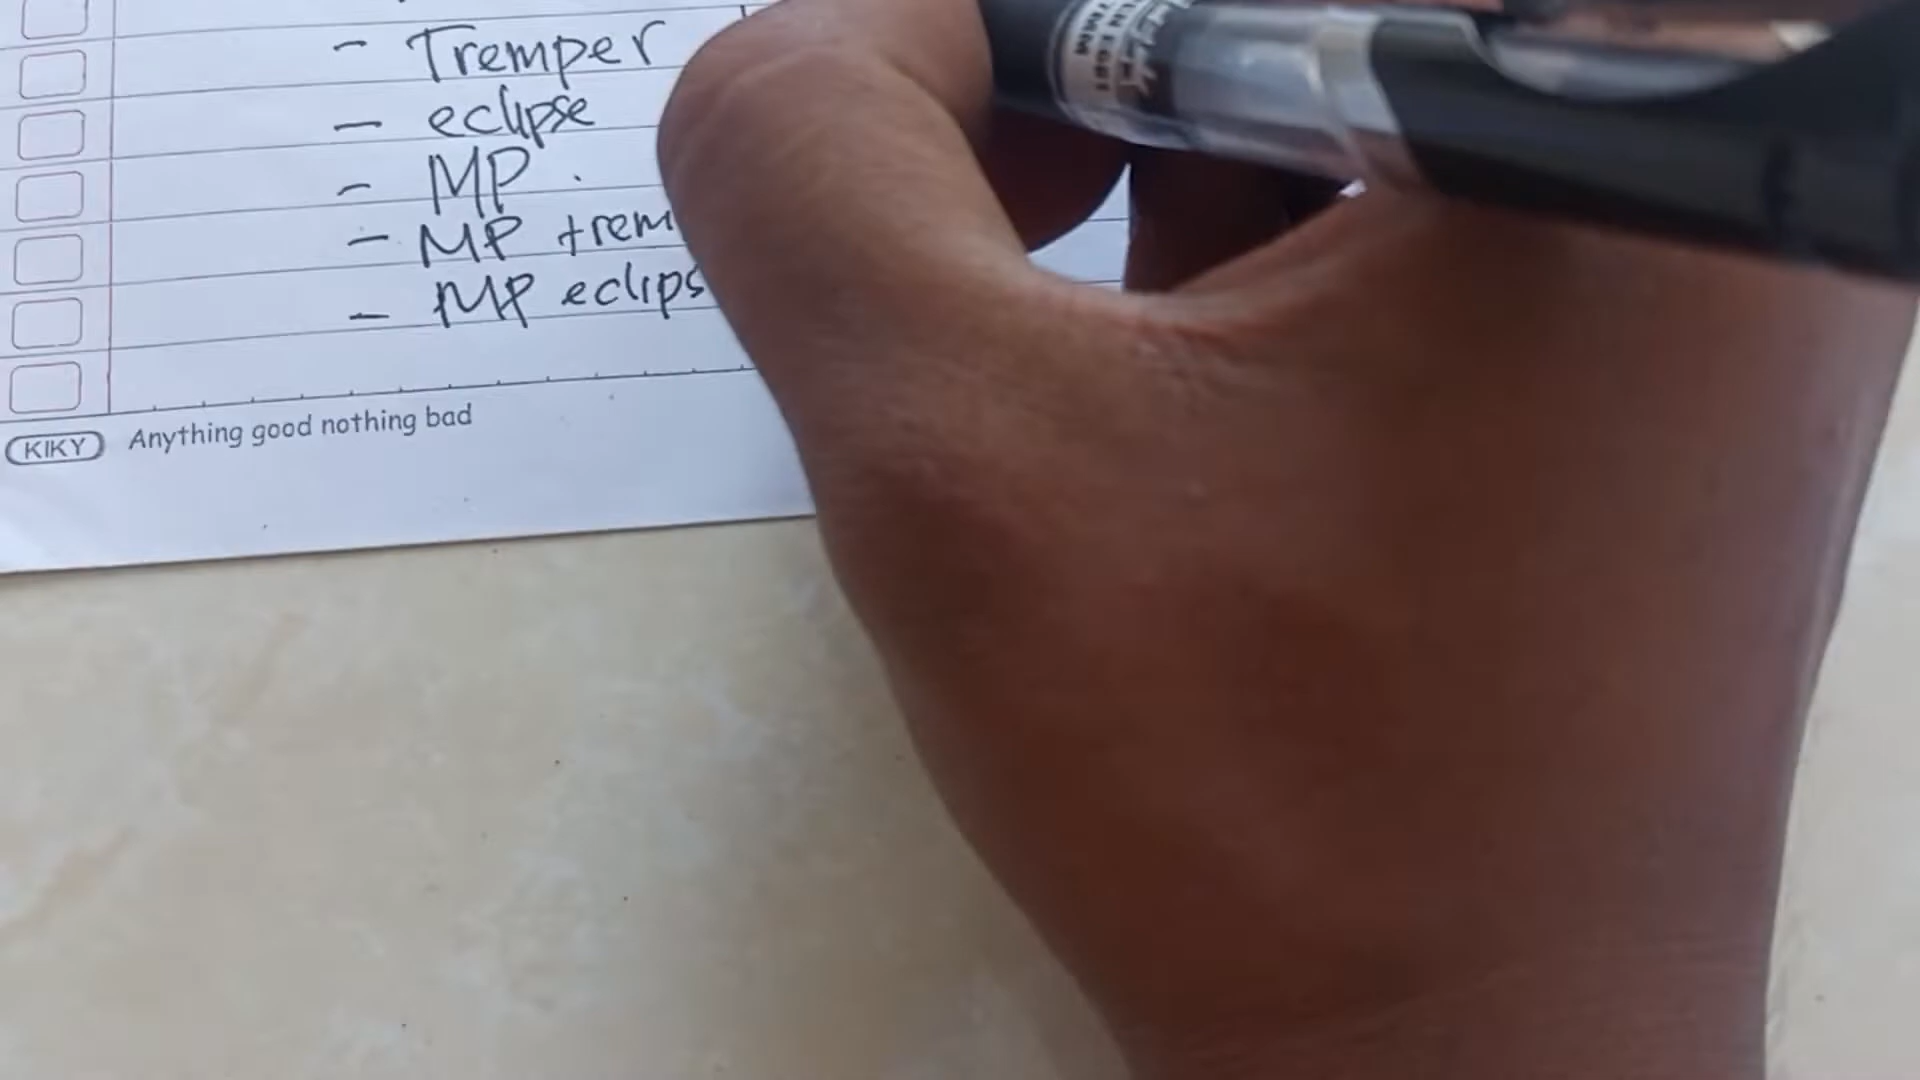 - Tremper
- eclipse
- MP .
- MP trem
- MP eclips
KIKY Anything good nothing bad